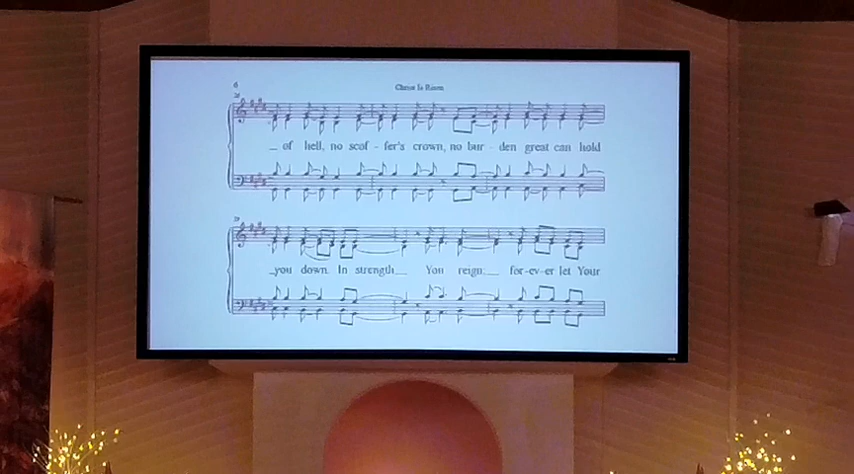 6
Christ Is Risen
_ of hell, no scof - fer's crown, no bur - den great can hold
_you down. In strength__ You reign;__ for-ev-er let Your